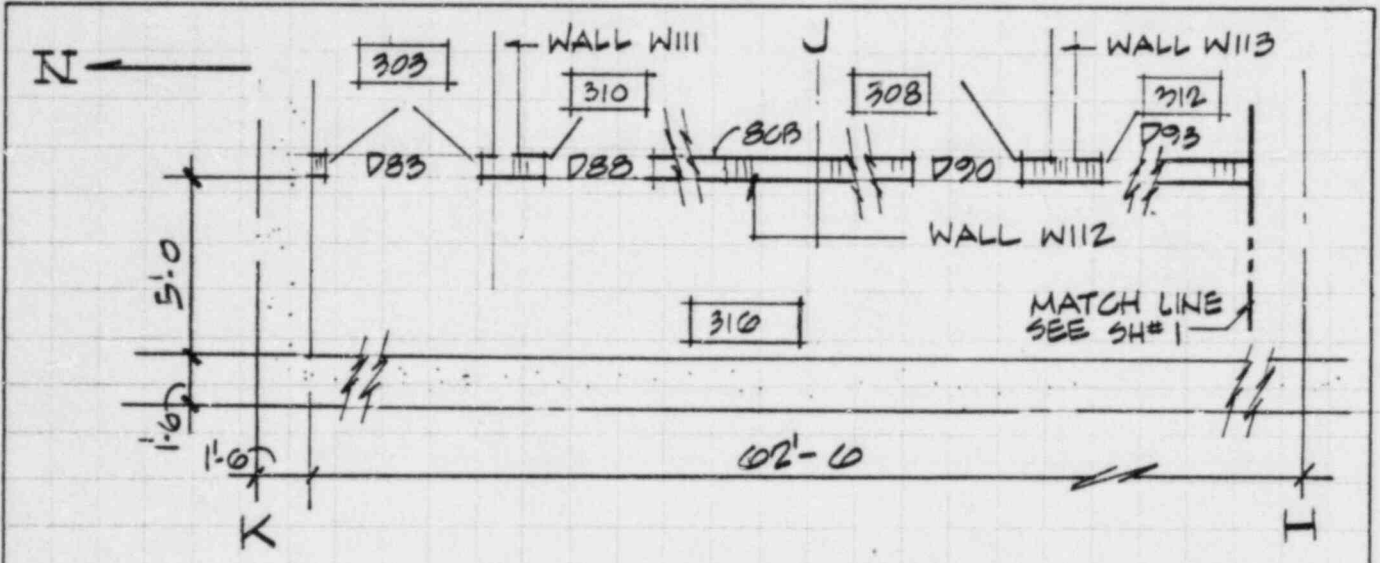 N
303
WALL W111
310
J
308
WALL W113
312
D83
D88
8CB
D90
D93
WALL W112
5'-0
316
MATCH LINE
SEE SH#1
1'-6
1'-6
62'-6
K
I